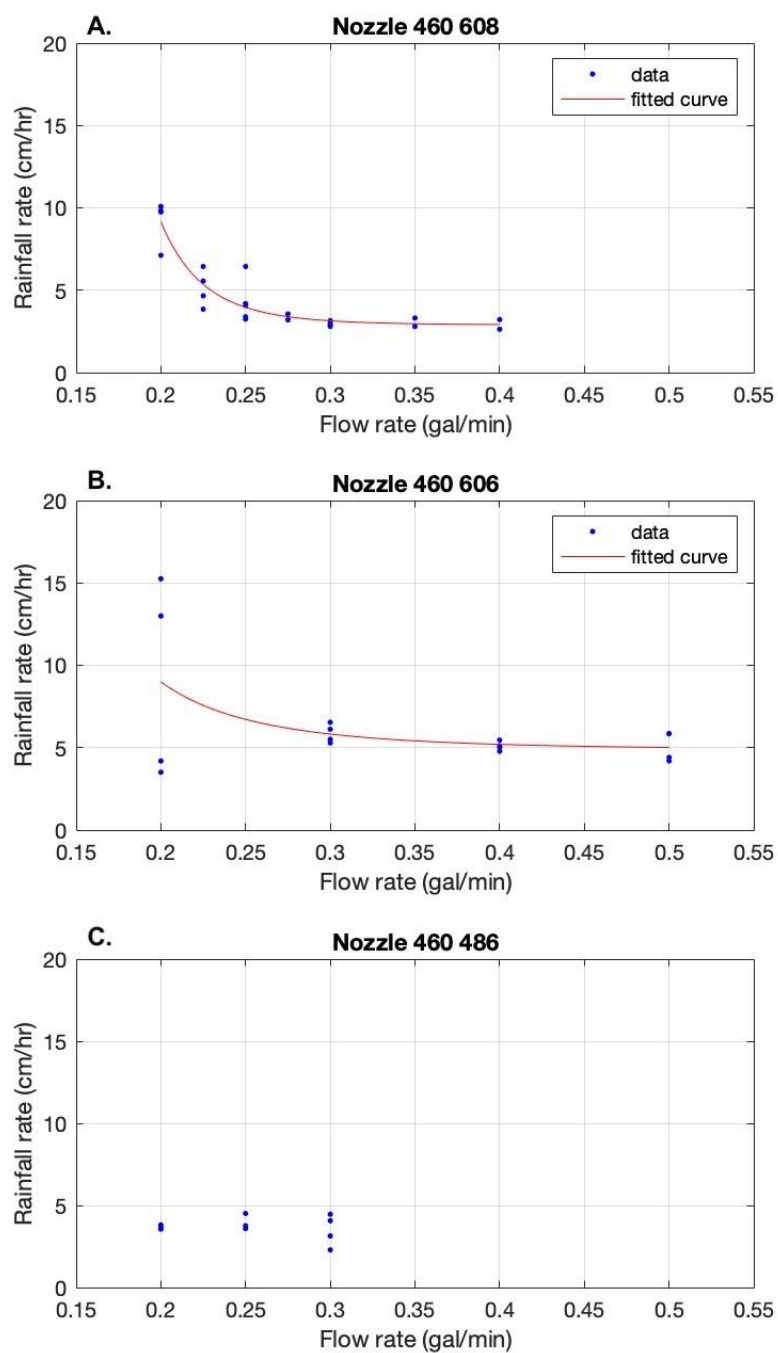 A.
Nozzle 460 608
20
15
10
5
0
Rainfall rate (cm/hr)
data
fitted curve
0.15 0.2 0.25 0.3 0.35 0.4 0.45 0.5 0.55
Flow rate (gal/min)
B.
Nozzle 460 606
20
15
10
5
0
Rainfall rate (cm/hr)
data
fitted curve
0.15 0.2 0.25 0.3 0.35 0.4 0.45 0.5 0.55
Flow rate (gal/min)
C.
Nozzle 460 486
20
15
10
5
0
Rainfall rate (cm/hr)
0.15 0.2 0.25 0.3 0.35 0.4 0.45 0.5 0.55
Flow rate (gal/min)